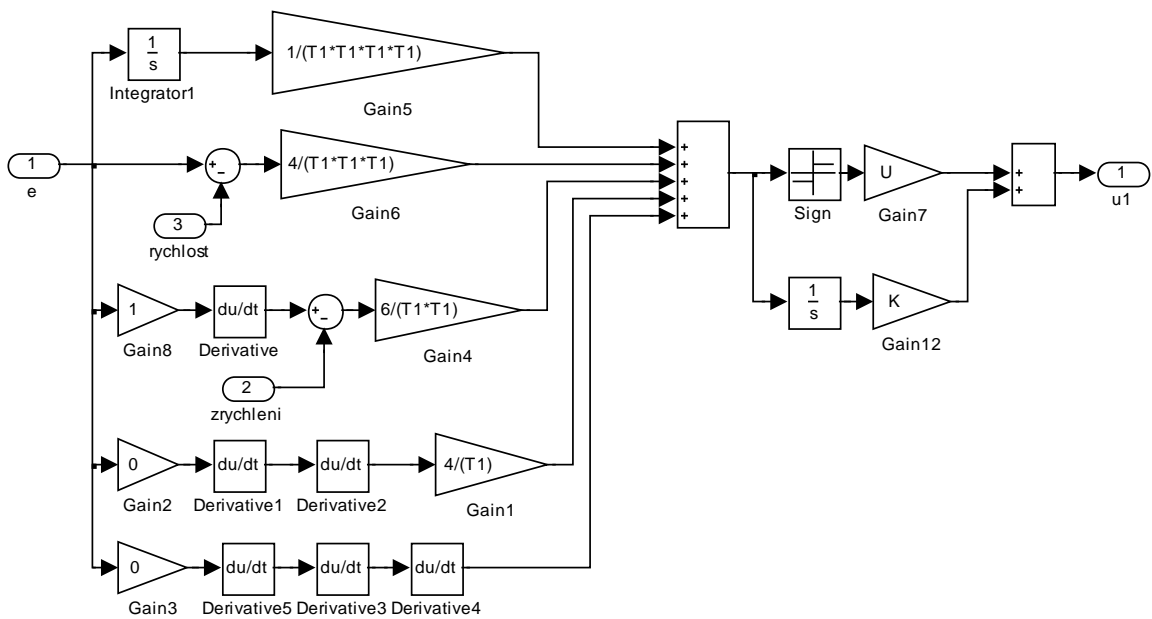 1
s
Integrator1
1/(T1*T1*T1*T1)
Gain5
1
e
+
−
4/(T1*T1*T1)
Gain6
3
rychlost
1
Gain8
du/dt
Derivative
+
−
6/(T1*T1)
Gain4
2
zrychleni
0
Gain2
du/dt
Derivative1
du/dt
Derivative2
4/(T1)
Gain1
0
Gain3
du/dt
Derivative5
du/dt
Derivative3
du/dt
Derivative4
+
+
+
+
+
Sign
U
Gain7
1
s
K
Gain12
+
+
1
u1